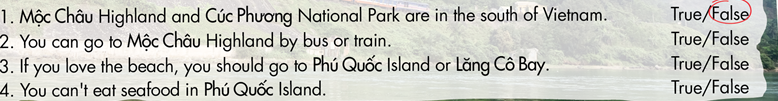 1. Mộc Châu Highland and Cúc Phương National Park are in the south of Vietnam. True/False
2. You can go to Mộc Châu Highland by bus or train. True/False
3. If you love the beach, you should go to Phú Quốc Island or Lăng Cô Bay. True/False
4. You can't eat seafood in Phú Quốc Island. True/False